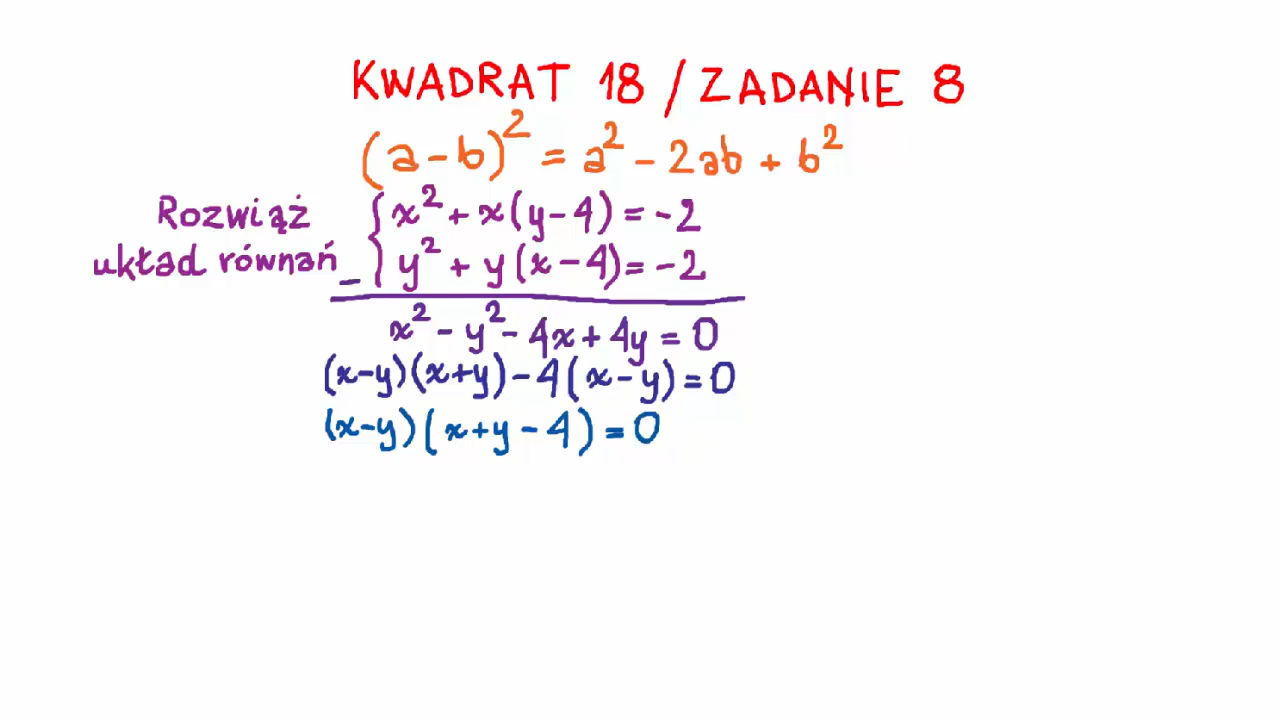 KWADRAT 18 / ZADANIE 8
(a - b)² = a² - 2ab + b²
Rozwiąż { x² + x(y - 4) = -2
układ równań - { y² + y(x - 4) = -2
x² - y² - 4x + 4y = 0
(x - y)(x + y) - 4(x - y) = 0
(x - y)(x + y - 4) = 0